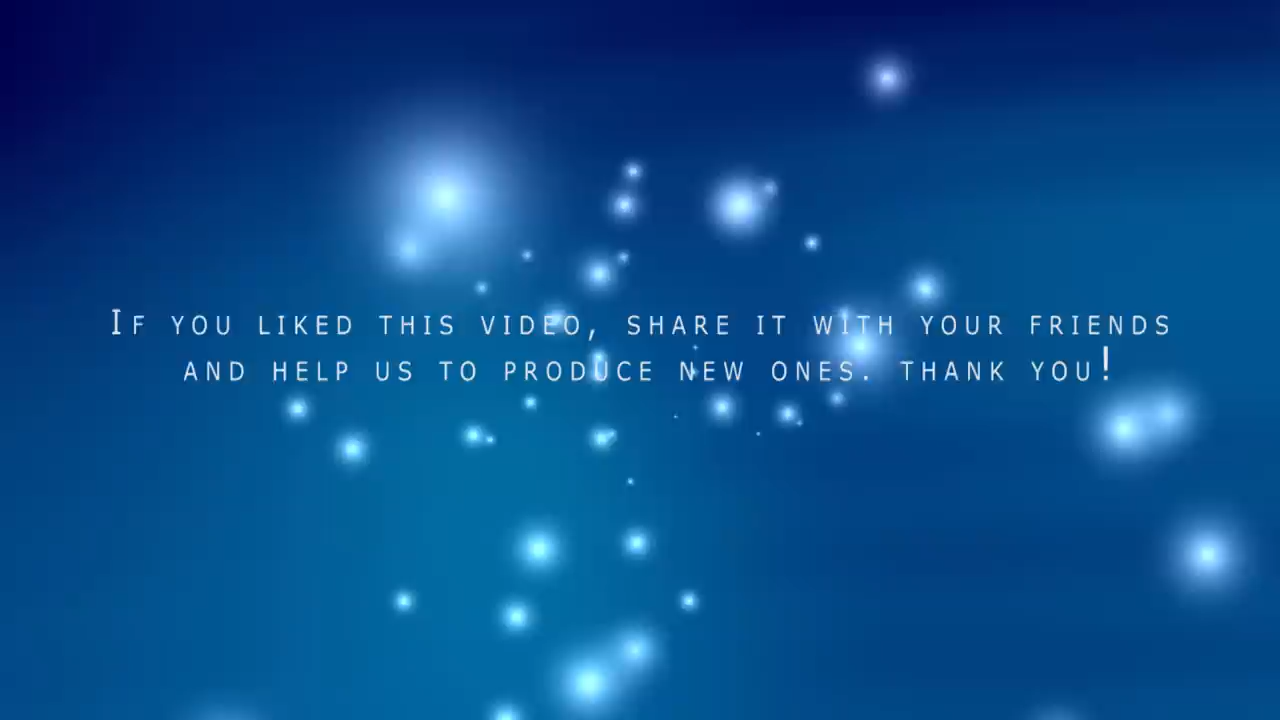 If you liked this video, share it with your friends
and help us to produce new ones. thank you!